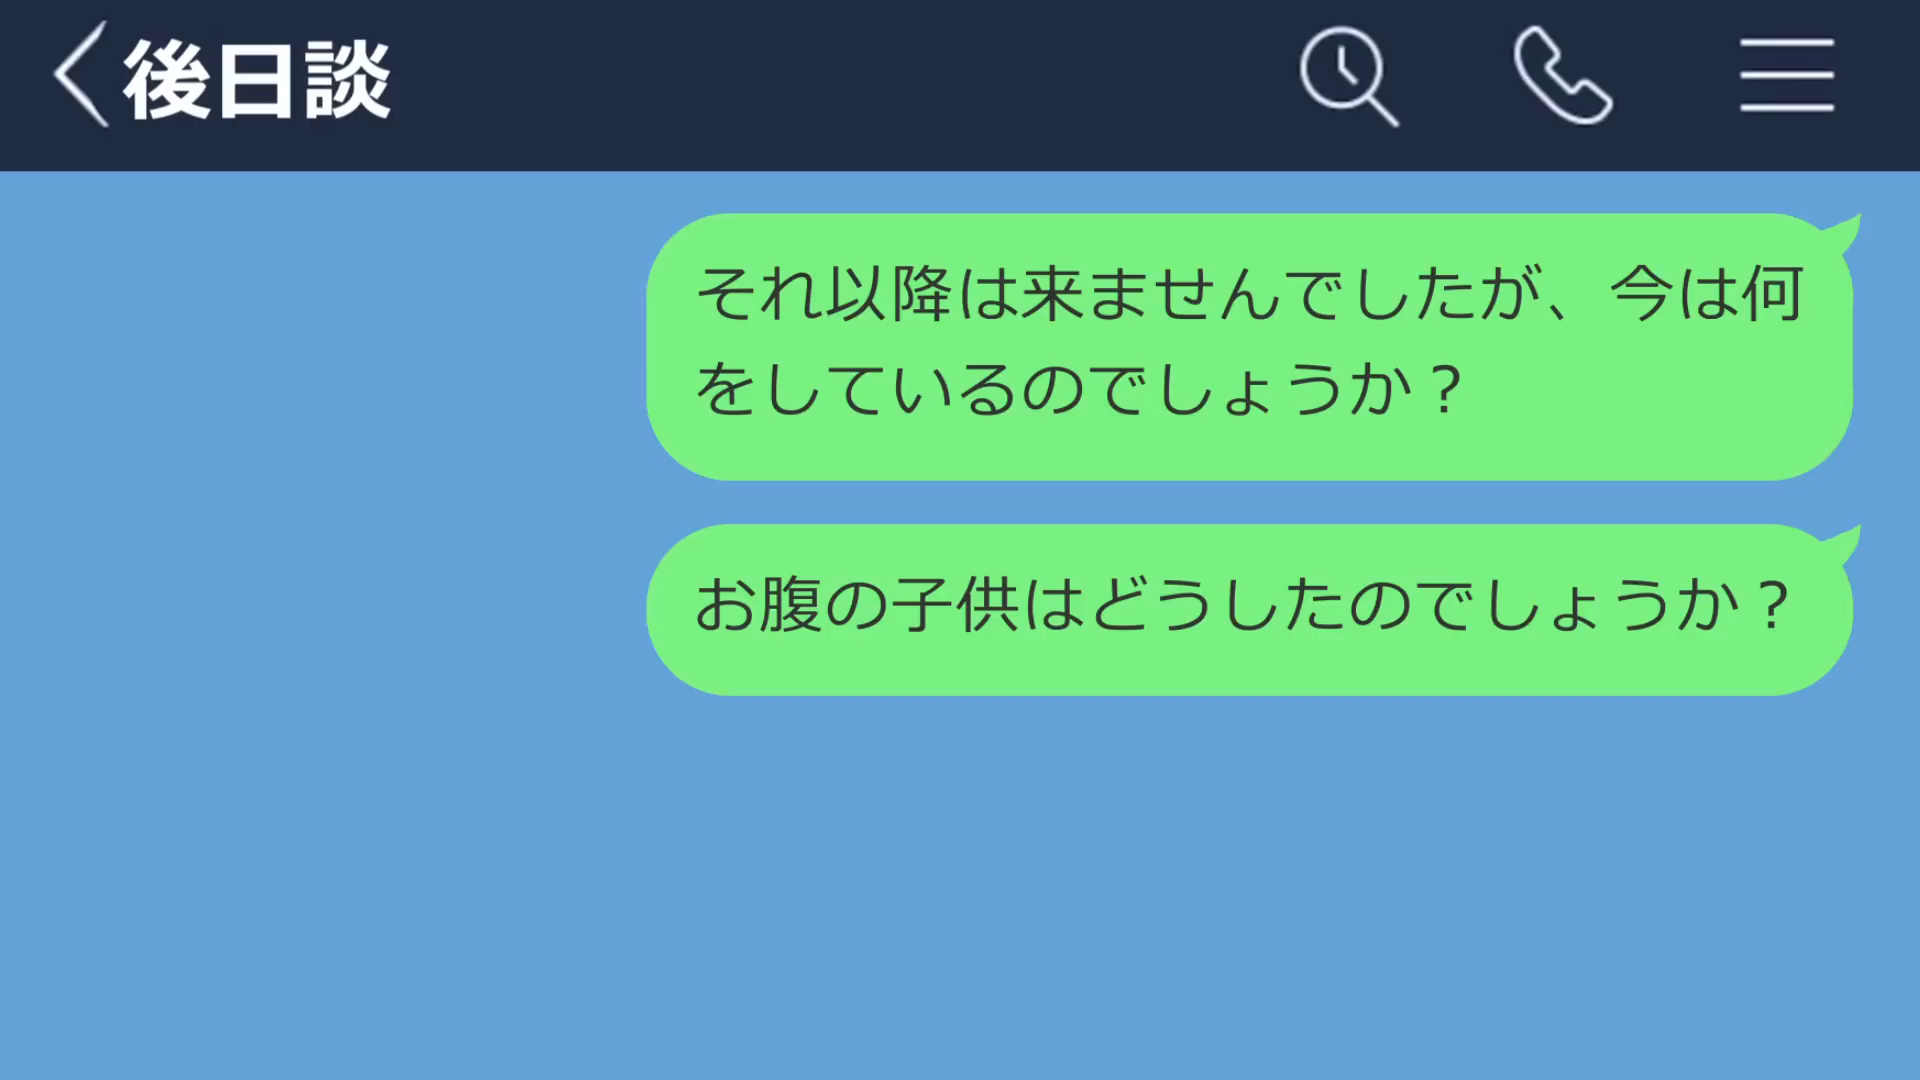 後日談
それ以降は来ませんでしたが、今は何
をしているのでしょうか？
お腹の子供はどうしたのでしょうか？